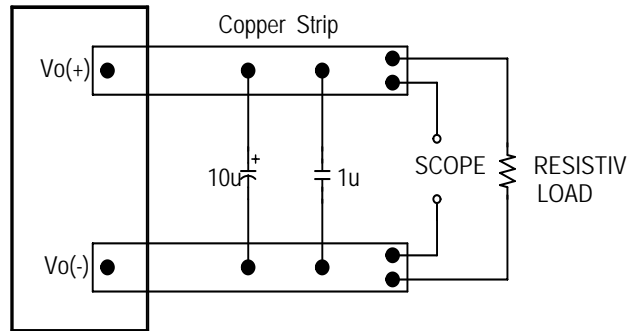 Copper Strip
Vo(+)
10u
+
1u
SCOPE
RESISTIV
LOAD
Vo(-)